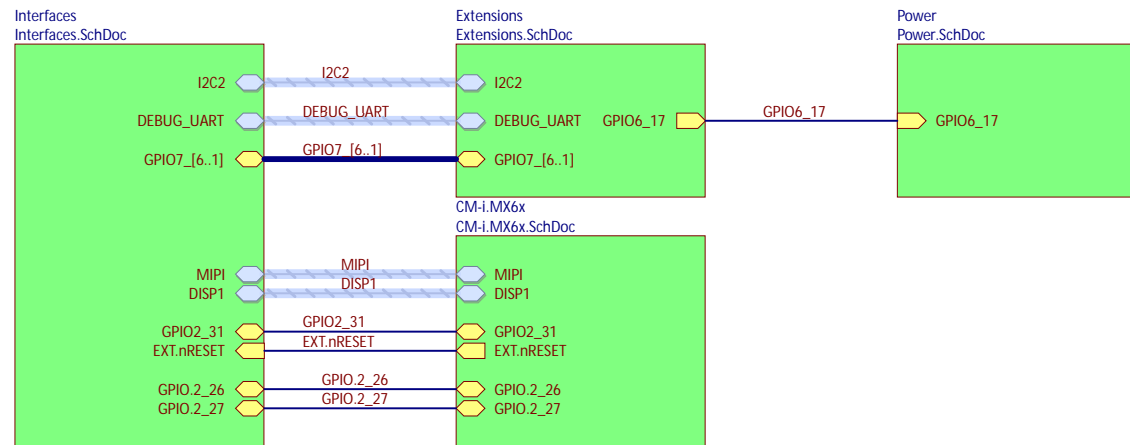 Interfaces
Interfaces.SchDoc
Extensions
Extensions.SchDoc
Power
Power.SchDoc
I2C2
I2C2
I2C2
DEBUG_UART
DEBUG_UART
DEBUG_UART
GPIO6_17
GPIO6_17
GPIO6_17
GPIO7_[6..1]
GPIO7_[6..1]
GPIO7_[6..1]
CM-i.MX6x
CM-i.MX6x.SchDoc
MIPI
MIPI
MIPI
DISP1
DISP1
DISP1
GPIO2_31
GPIO2_31
GPIO2_31
EXT.nRESET
EXT.nRESET
EXT.nRESET
GPIO.2_26
GPIO.2_26
GPIO.2_26
GPIO.2_27
GPIO.2_27
GPIO.2_27